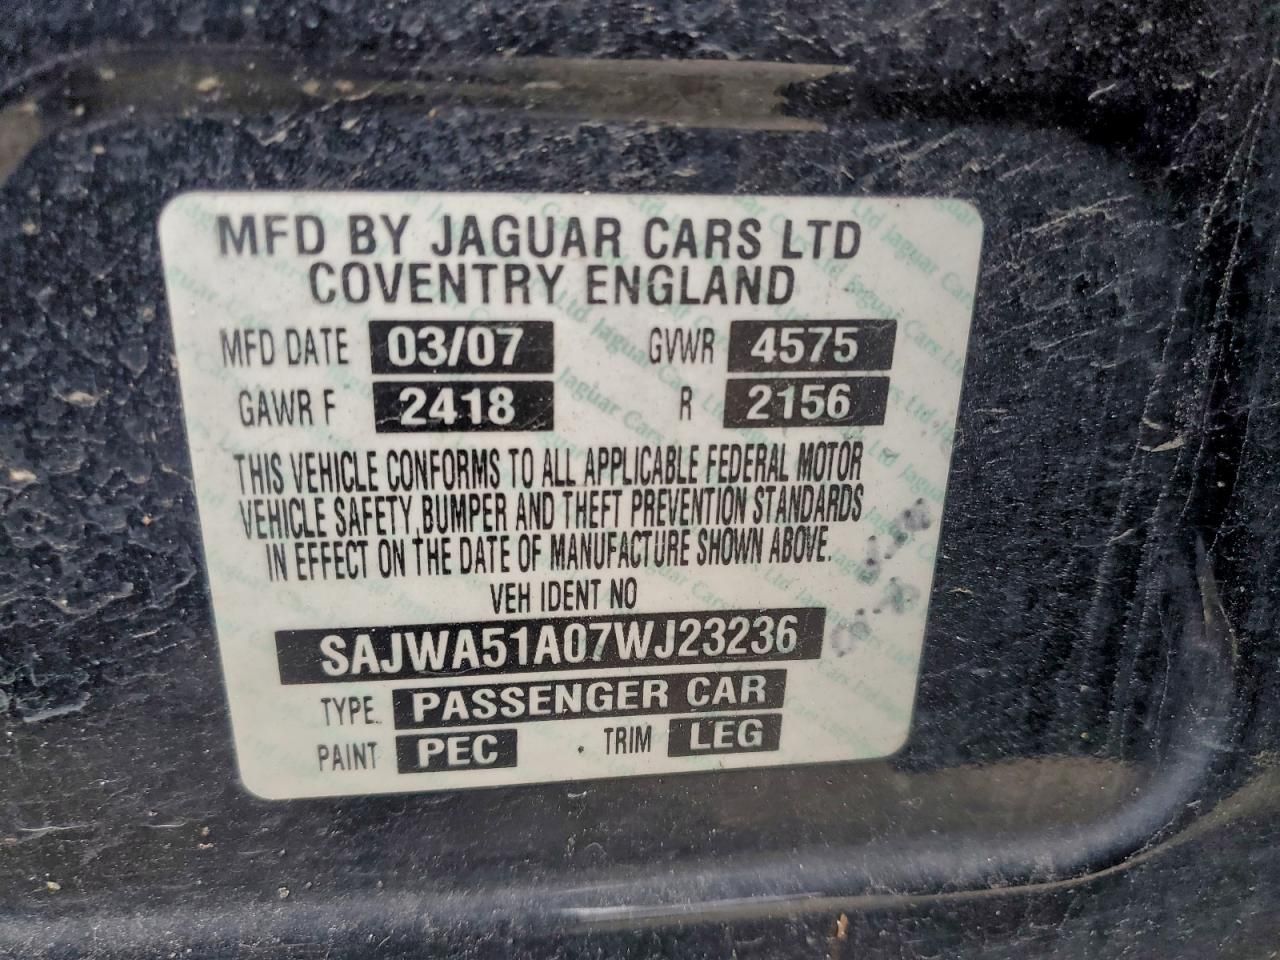 MFD BY JAGUAR CARS LTD
COVENTRY ENGLAND
MFD DATE 03/07 GVWR 4575
GAWR F 2418 R 2156
THIS VEHICLE CONFORMS TO ALL APPLICABLE FEDERAL MOTOR
VEHICLE SAFETY, BUMPER AND THEFT PREVENTION STANDARDS
IN EFFECT ON THE DATE OF MANUFACTURE SHOWN ABOVE.
VEH IDENT NO
SAJWA51A07WJ23236
TYPE. PASSENGER CAR
PAINT PEC . TRIM LEG